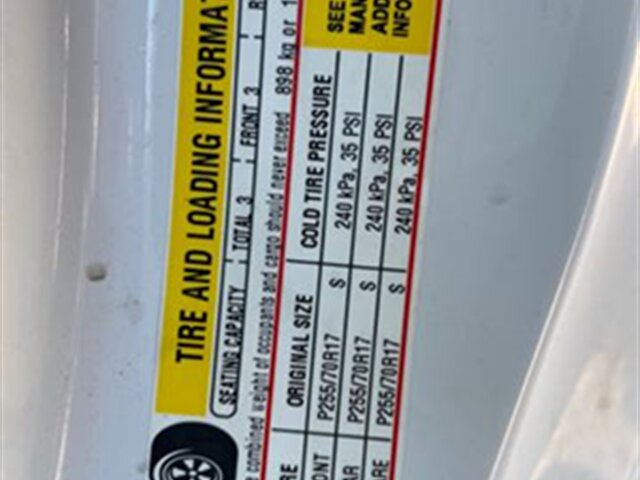 TIRE AND LOADING INFORMAT
SEATING CAPACITY TOTAL 3 FRONT 3 R
combined weight of occupants and cargo should never exceed 898 kg or 1
RE ORIGINAL SIZE COLD TIRE PRESSURE SEE
ONT P255/70R17 S 240 kPa, 35 PSI MAN
AR P255/70R17 S 240 kPa, 35 PSI ADD
ARE P255/70R17 S 240 kPa, 35 PSI INFO